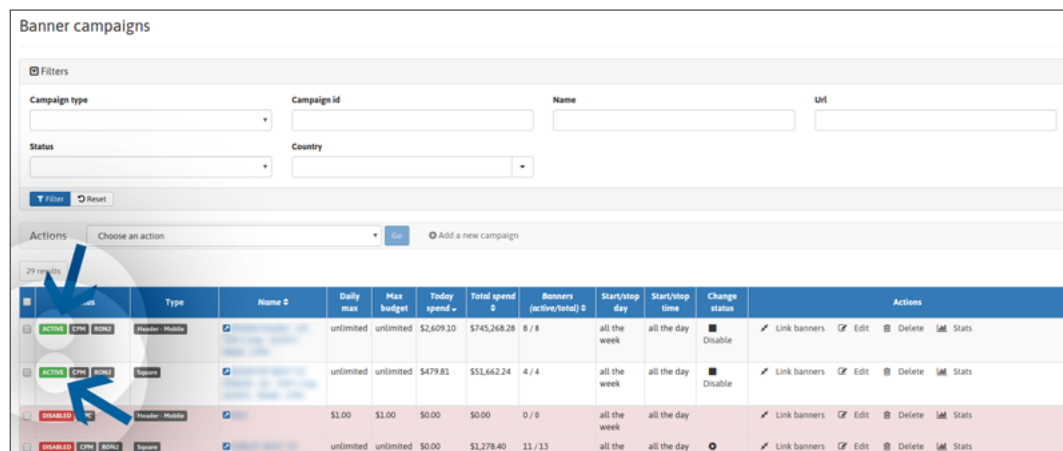 Banner campaigns
Filters
Campaign type Campaign id Name Url
Status Country
Filter Reset
Actions Choose an action Go Add a new campaign
29 results
Type Name Daily max Max budget Today spend Total spend Banners (active/total) Start/stop day Start/stop time Change status Actions
ACTIVE CPM RON2 Header - Mobile unlimited unlimited $2,609.10 $745,268.28 8 / 8 all the week all the day Disable Link banners Edit Delete Stats
ACTIVE CPM RON2 Square unlimited unlimited $479.81 $51,662.24 4 / 4 all the week all the day Disable Link banners Edit Delete Stats
DISABLED Header - Mobile $1.00 $1.00 $0.00 $0.00 0 / 0 all the week all the day Link banners Edit Delete Stats
DISABLED CPM RON2 Square unlimited unlimited $0.00 $1,278.40 11 / 13 all the all the day Link banners Edit Delete Stats